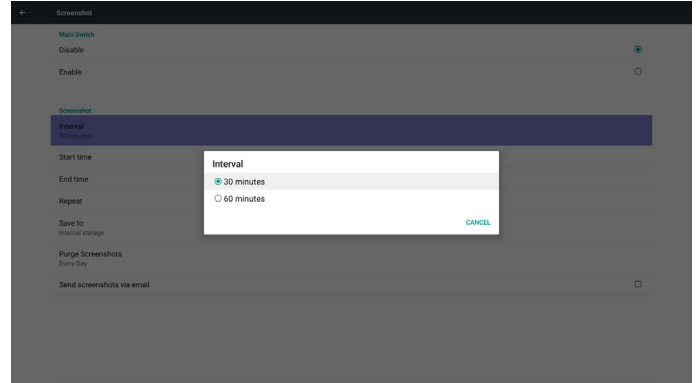 Screenshot
Main Switch
Disable
Enable
Screenshot
Interval
30 minutes
Start time
End time
Repeat
Save to
Internal storage
Purge Screenshots
Every Day
Send screenshots via email
Interval
30 minutes
60 minutes
CANCEL